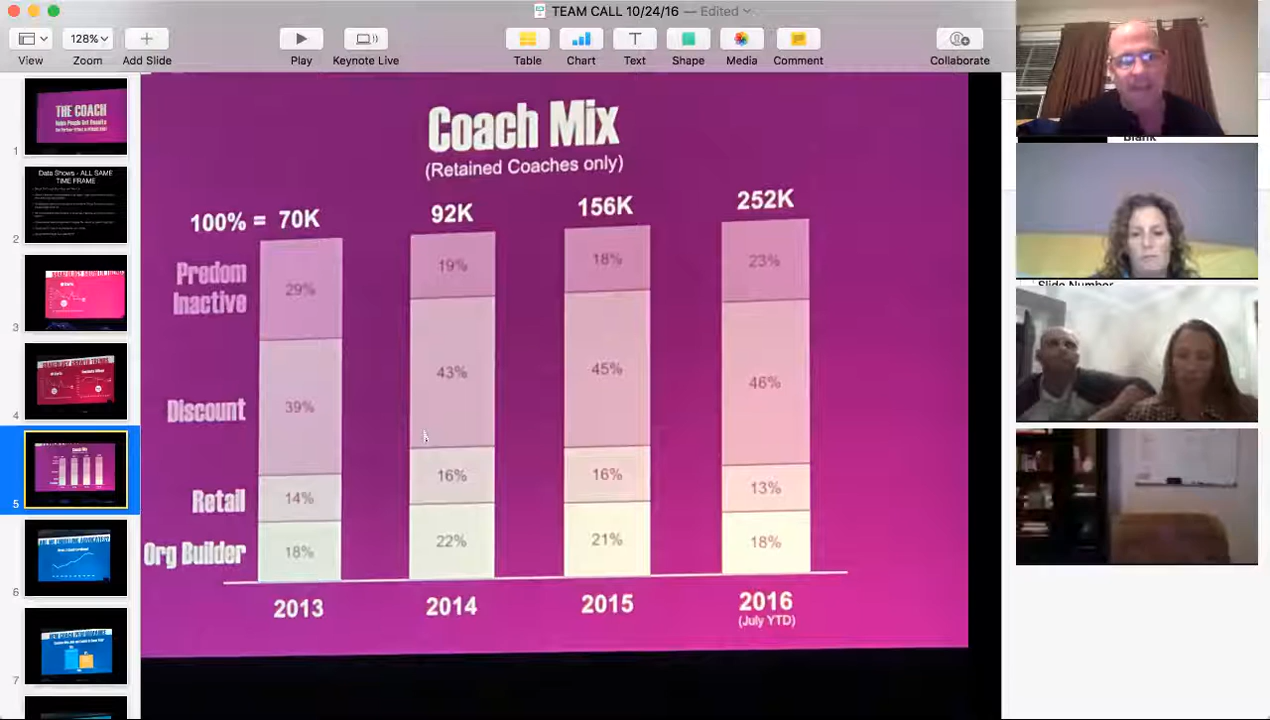 TEAM CALL 10/24/16 — Edited
128%
View
Zoom
Add Slide
Play
Keynote Live
Table
Chart
Text
Shape
Media
Comment
Collaborate
THE COACH
1
Data Shows - ALL SAME
TIME FRAME
2
3
4
5
6
7
Coach Mix
(Retained Coaches only)
100% = 70K
92K
156K
252K
Predom
Inactive
29%
19%
18%
23%
Discount
39%
43%
45%
46%
Retail
14%
16%
16%
13%
Org Builder
18%
22%
21%
18%
2013
2014
2015
2016
(July YTD)
Blank
Slide Number